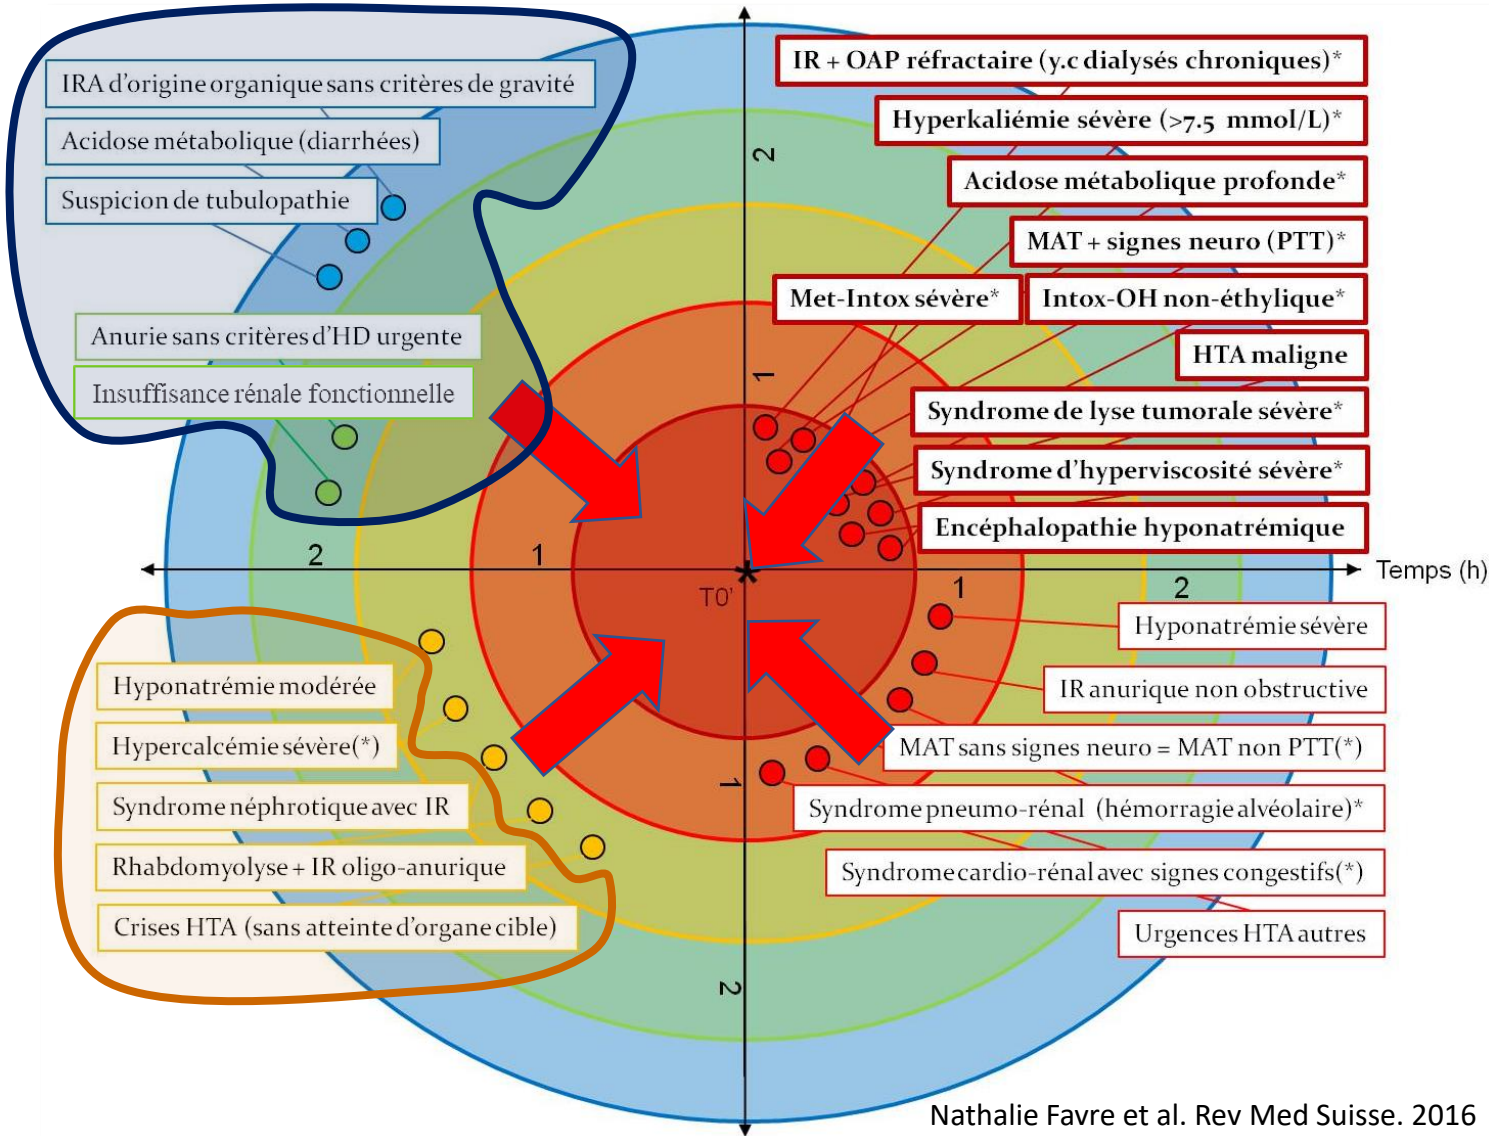 IRA d'origine organique sans critères de gravité
Acidose métabolique (diarrhées)
Suspicion de tubulopathie
Anurie sans critères d'HD urgente
Insuffisance rénale fonctionnelle
IR + OAP réfractaire (y.c dialysés chroniques)*
Hyperkaliémie sévère (>7.5 mmol/L)*
Acidose métabolique profonde*
MAT + signes neuro (PTT)*
Met-Intox sévère*
Intox-OH non-éthylique*
HTA maligne
Syndrome de lyse tumorale sévère*
Syndrome d'hyperviscosité sévère*
Encéphalopathie hyponatrémique
2
1
2
1
T0'
*
1
2
Temps (h)
1
2
Hyponatrémie modérée
Hypercalcémie sévère(*)
Syndrome néphrotique avec IR
Rhabdomyolyse + IR oligo-anurique
Crises HTA (sans atteinte d'organe cible)
Hyponatrémie sévère
IR anurique non obstructive
MAT sans signes neuro = MAT non PTT(*)
Syndrome pneumo-rénal (hémorragie alvéolaire)*
Syndrome cardio-rénal avec signes congestifs(*)
Urgences HTA autres
Nathalie Favre et al. Rev Med Suisse. 2016